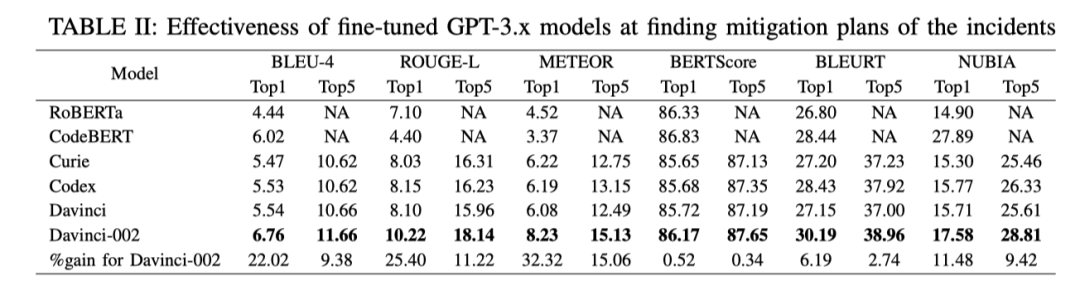 TABLE II: Effectiveness of fine-tuned GPT-3.x models at finding mitigation plans of the incidents
Model BLEU-4 ROUGE-L METEOR BERTScore BLEURT NUBIA
Top1 Top5 Top1 Top5 Top1 Top5 Top1 Top5 Top1 Top5 Top1 Top5
RoBERTa 4.44 NA 7.10 NA 4.52 NA 86.33 NA 26.80 NA 14.90 NA
CodeBERT 6.02 NA 4.40 NA 3.37 NA 86.83 NA 28.44 NA 27.89 NA
Curie 5.47 10.62 8.03 16.31 6.22 12.75 85.65 87.13 27.20 37.23 15.30 25.46
Codex 5.53 10.62 8.15 16.23 6.19 13.15 85.68 87.35 28.43 37.92 15.77 26.33
Davinci 5.54 10.66 8.10 15.96 6.08 12.49 85.72 87.19 27.15 37.00 15.71 25.61
Davinci-002 6.76 11.66 10.22 18.14 8.23 15.13 86.17 87.65 30.19 38.96 17.58 28.81
%gain for Davinci-002 22.02 9.38 25.40 11.22 32.32 15.06 0.52 0.34 6.19 2.74 11.48 9.42